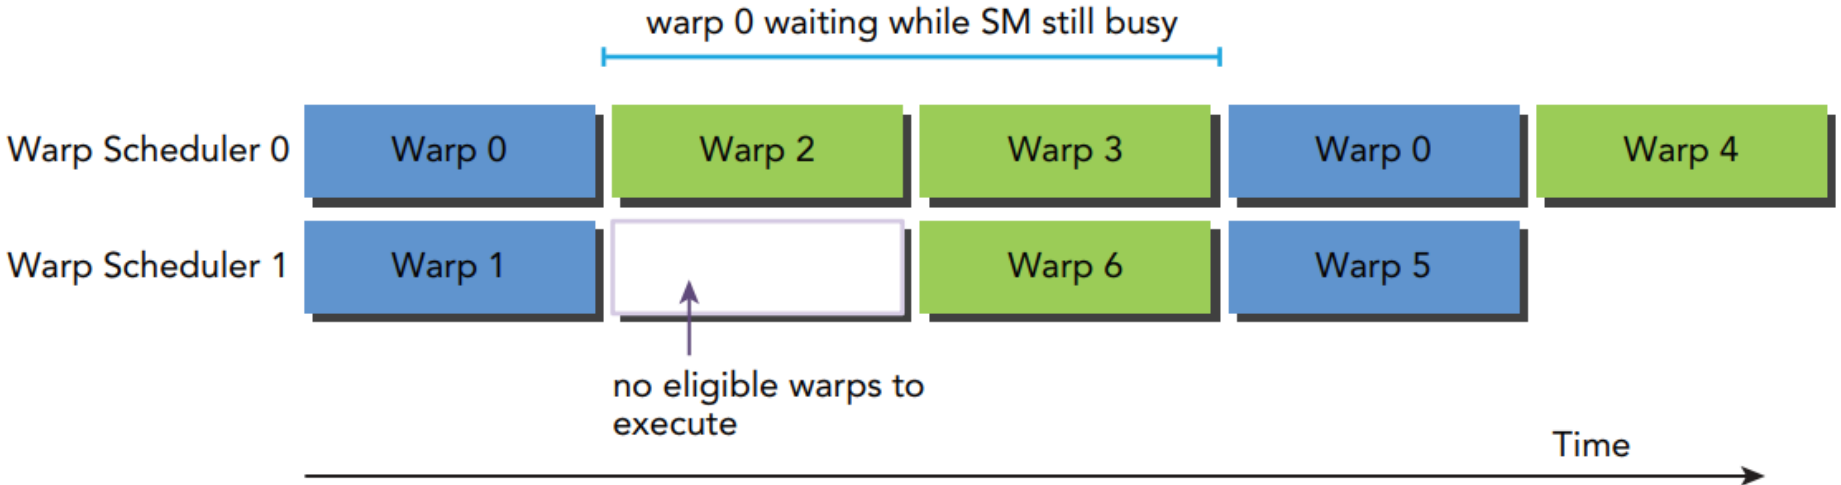 warp 0 waiting while SM still busy
Warp Scheduler 0 Warp 0 Warp 2 Warp 3 Warp 0 Warp 4
Warp Scheduler 1 Warp 1 Warp 6 Warp 5
no eligible warps to
execute
Time